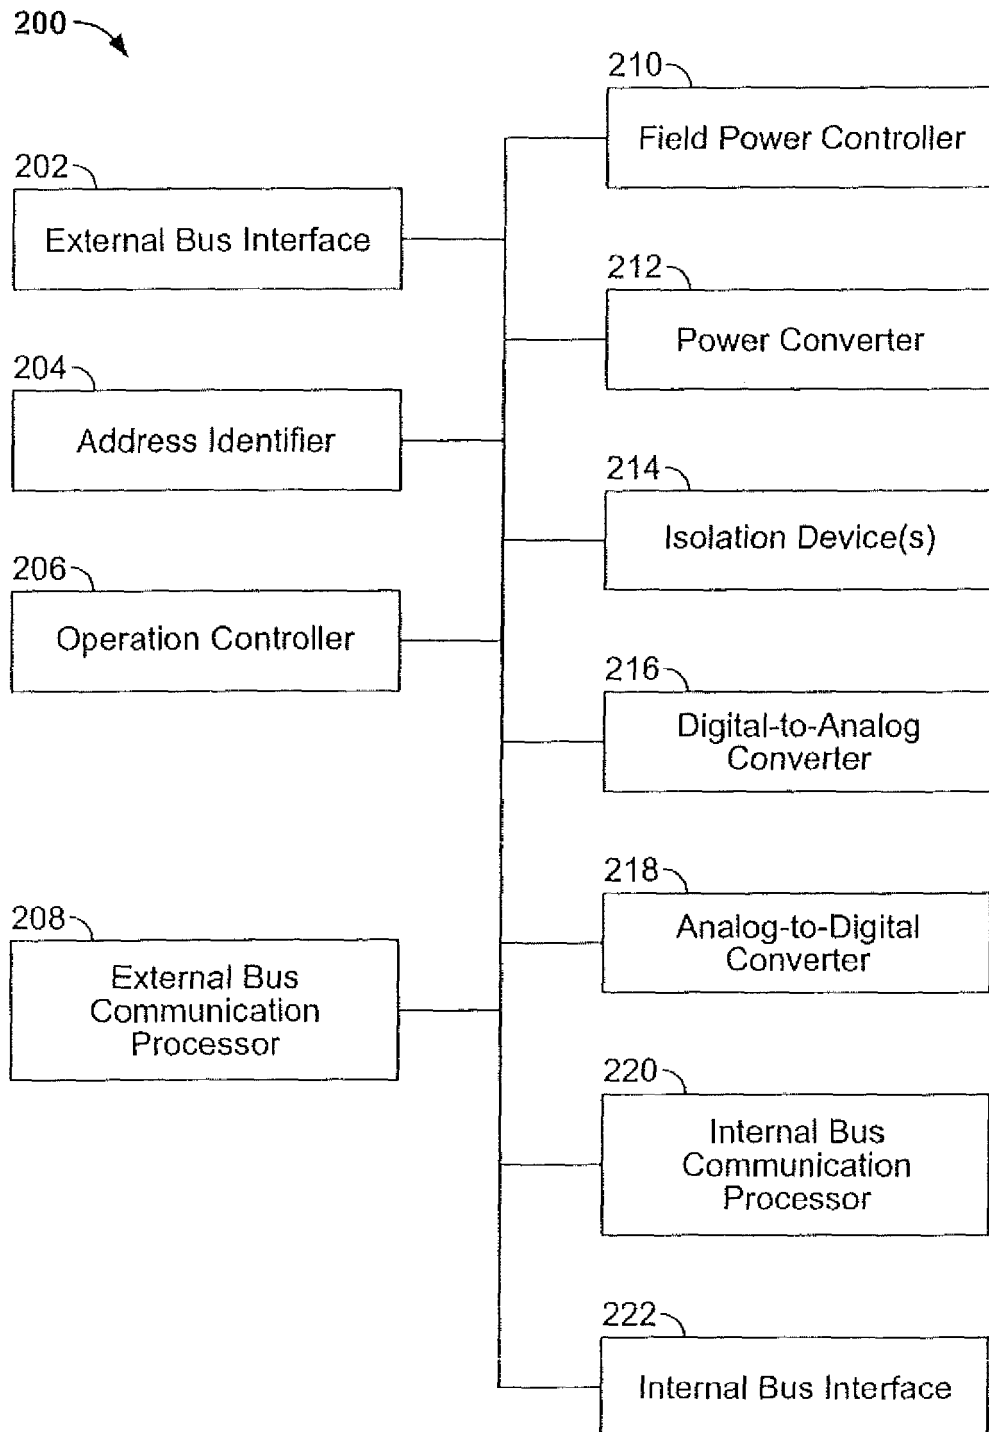 200
202
External Bus Interface
204
Address Identifier
206
Operation Controller
208
External Bus
Communication
Processor
210
Field Power Controller
212
Power Converter
214
Isolation Device(s)
216
Digital-to-Analog
Converter
218
Analog-to-Digital
Converter
220
Internal Bus
Communication
Processor
222
Internal Bus Interface